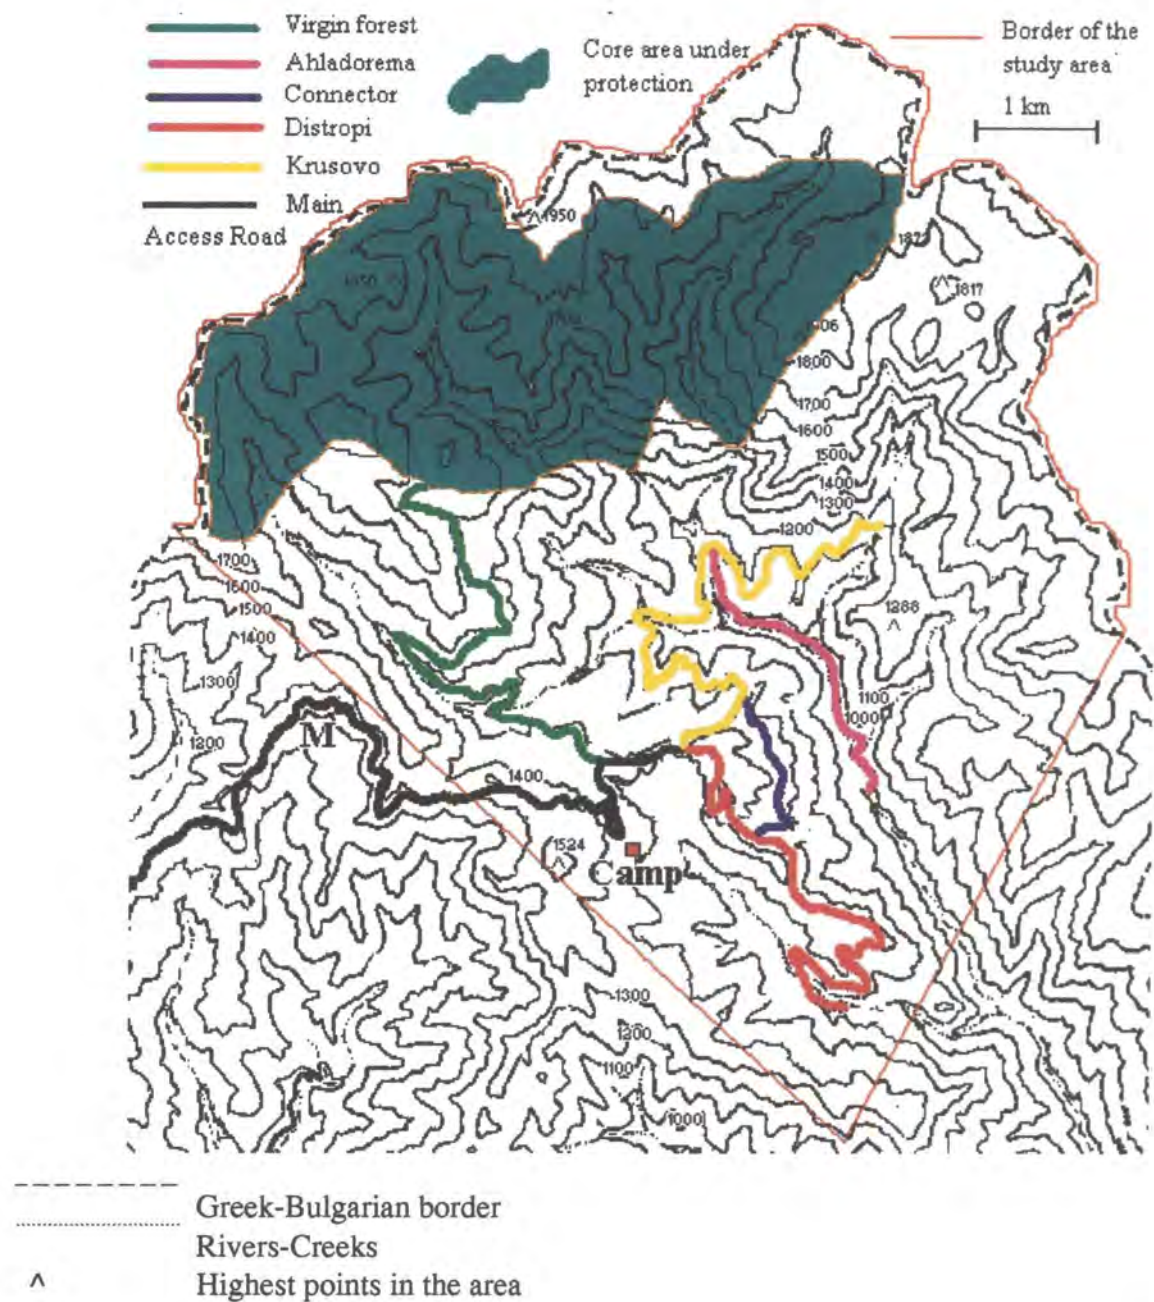 Virgin forest
Ahladorema
Connector
Distropi
Krusovo
Main
Access Road
Core area under
protection
Border of the
study area
1 km
^1950
^1817
1800
1700
1600
1500
1400
1300
1200
1700
1600
1500
1400
1300
1200
1288
^
1100
1000
M
1400
1524
^
Camp
1300
1200
1100
1000
Greek-Bulgarian border
Rivers-Creeks
^ Highest points in the area